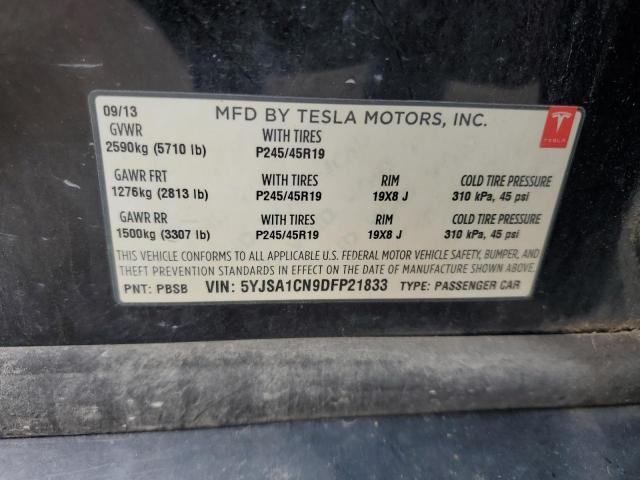 09/13 MFD BY TESLA MOTORS, INC.
GVWR WITH TIRES
2590kg (5710 lb) P245/45R19
TESLA
GAWR FRT WITH TIRES RIM COLD TIRE PRESSURE
1276kg (2813 lb) P245/45R19 19X8 J 310 kPa, 45 psi
GAWR RR WITH TIRES RIM COLD TIRE PRESSURE
1500kg (3307 lb) P245/45R19 19X8 J 310 kPa, 45 psi
THIS VEHICLE CONFORMS TO ALL APPLICABLE U.S. FEDERAL MOTOR VEHICLE SAFETY, BUMPER, AND
THEFT PREVENTION STANDARDS IN EFFECT ON THE DATE OF MANUFACTURE SHOWN ABOVE.
PNT: PBSB VIN: 5YJSA1CN9DFP21833 TYPE: PASSENGER CAR